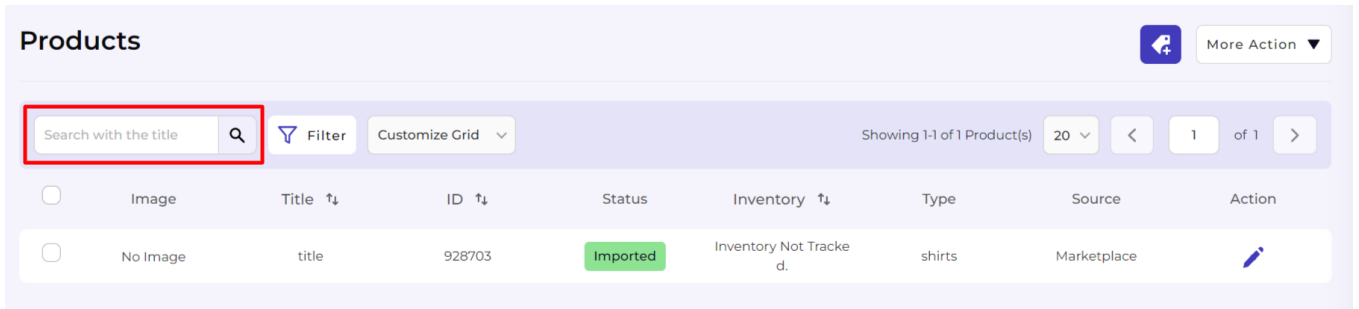 Products
More Action
Search with the title
Filter
Customize Grid
Showing 1-1 of 1 Product(s)
20
1
of 1
Image
Title
ID
Status
Inventory
Type
Source
Action
No Image
title
928703
Imported
Inventory Not Tracke
d.
shirts
Marketplace